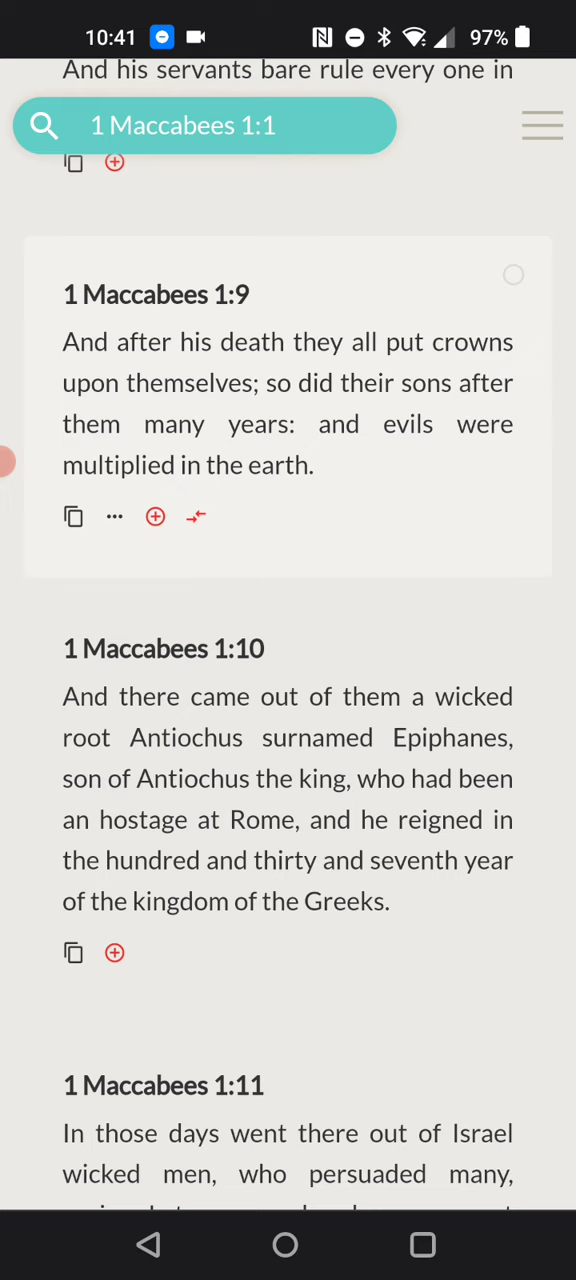 10:41
97%
And his servants bare rule every one in
1 Maccabees 1:1
1 Maccabees 1:9
And after his death they all put crowns
upon themselves; so did their sons after
them many years: and evils were
multiplied in the earth.
1 Maccabees 1:10
And there came out of them a wicked
root Antiochus surnamed Epiphanes,
son of Antiochus the king, who had been
an hostage at Rome, and he reigned in
the hundred and thirty and seventh year
of the kingdom of the Greeks.
1 Maccabees 1:11
In those days went there out of Israel
wicked men, who persuaded many,